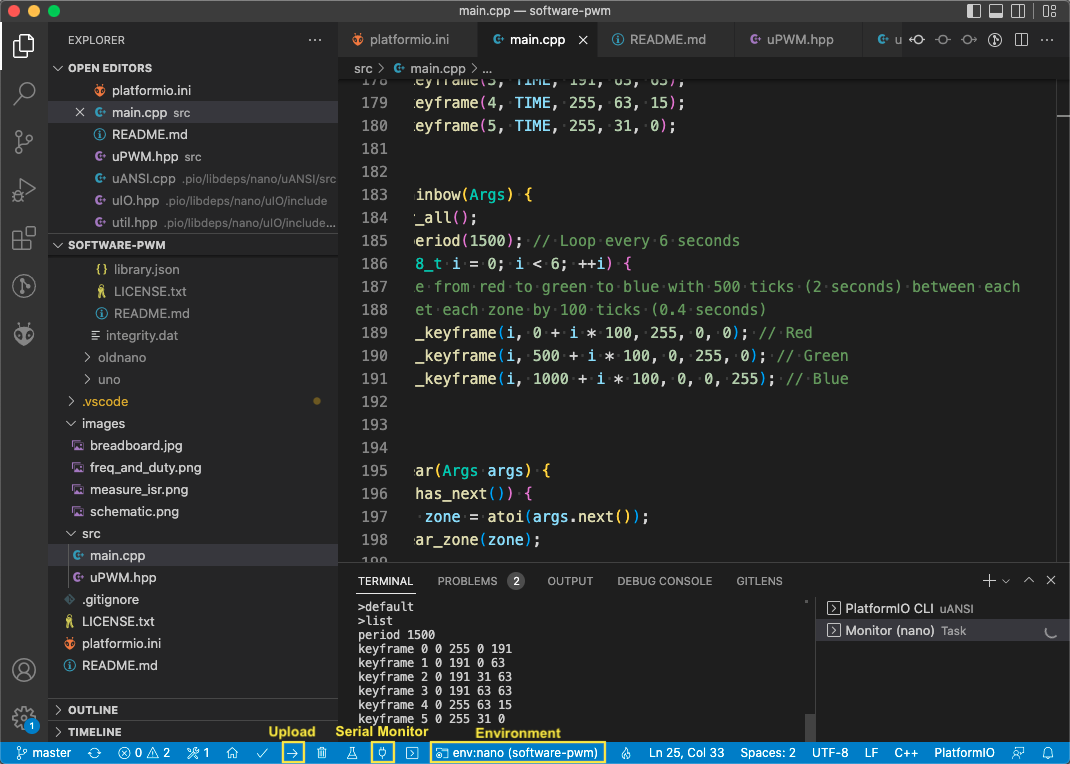 main.cpp — software-pwm
EXPLORER
OPEN EDITORS
platformio.ini
main.cpp src
README.md
uPWM.hpp src
uANSI.cpp .pio/libdeps/nano/uANSI/src
uIO.hpp .pio/libdeps/nano/uIO/include
util.hpp .pio/libdeps/nano/uIO/include...
SOFTWARE-PWM
library.json
LICENSE.txt
README.md
integrity.dat
oldnano
uno
.vscode
images
breadboard.jpg
freq_and_duty.png
measure_isr.png
schematic.png
src
main.cpp
uPWM.hpp
.gitignore
LICENSE.txt
platformio.ini
README.md
OUTLINE
TIMELINE
platformio.ini main.cpp README.md uPWM.hpp u
src > main.cpp > ...
178 eyframe(3, TIME, 191, 63, 63);
179 eyframe(4, TIME, 255, 63, 15);
180 eyframe(5, TIME, 255, 31, 0);
181
182
183 inbow(Args) {
184 _all();
185 period(1500); // Loop every 6 seconds
186 8_t i = 0; i < 6; ++i) {
187 e from red to green to blue with 500 ticks (2 seconds) between each
188 et each zone by 100 ticks (0.4 seconds)
189 _keyframe(i, 0 + i * 100, 255, 0, 0); // Red
190 _keyframe(i, 500 + i * 100, 0, 255, 0); // Green
191 _keyframe(i, 1000 + i * 100, 0, 0, 255); // Blue
192
193
194
195 ar(Args args) {
196 has_next()) {
197 zone = atoi(args.next());
198 ar_zone(zone);
199
TERMINAL PROBLEMS 2 OUTPUT DEBUG CONSOLE GITLENS
>default
>list
period 1500
keyframe 0 0 255 0 191
keyframe 1 0 191 0 63
keyframe 2 0 191 31 63
keyframe 3 0 191 63 63
keyframe 4 0 255 63 15
keyframe 5 0 255 31 0
PlatformIO CLI uANSI
Monitor (nano) Task
1
Upload Serial Monitor Environment
master 0 2 1 env:nano (software-pwm) Ln 25, Col 33 Spaces: 2 UTF-8 LF C++ PlatformIO